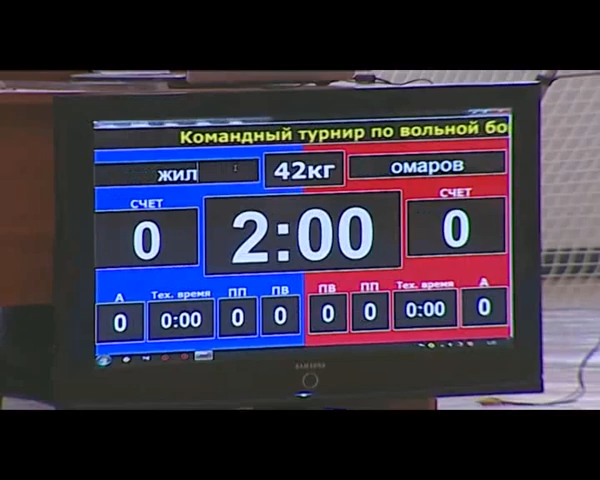 Командный турнир по вольной бо
жил 42кг омаров
СЧЕТ СЧЕТ
0 2:00 0
А Тех. время ПП ПВ ПВ ПП Тех. время А
0 0:00 0 0 0 0 0:00 0
SAMSUNG